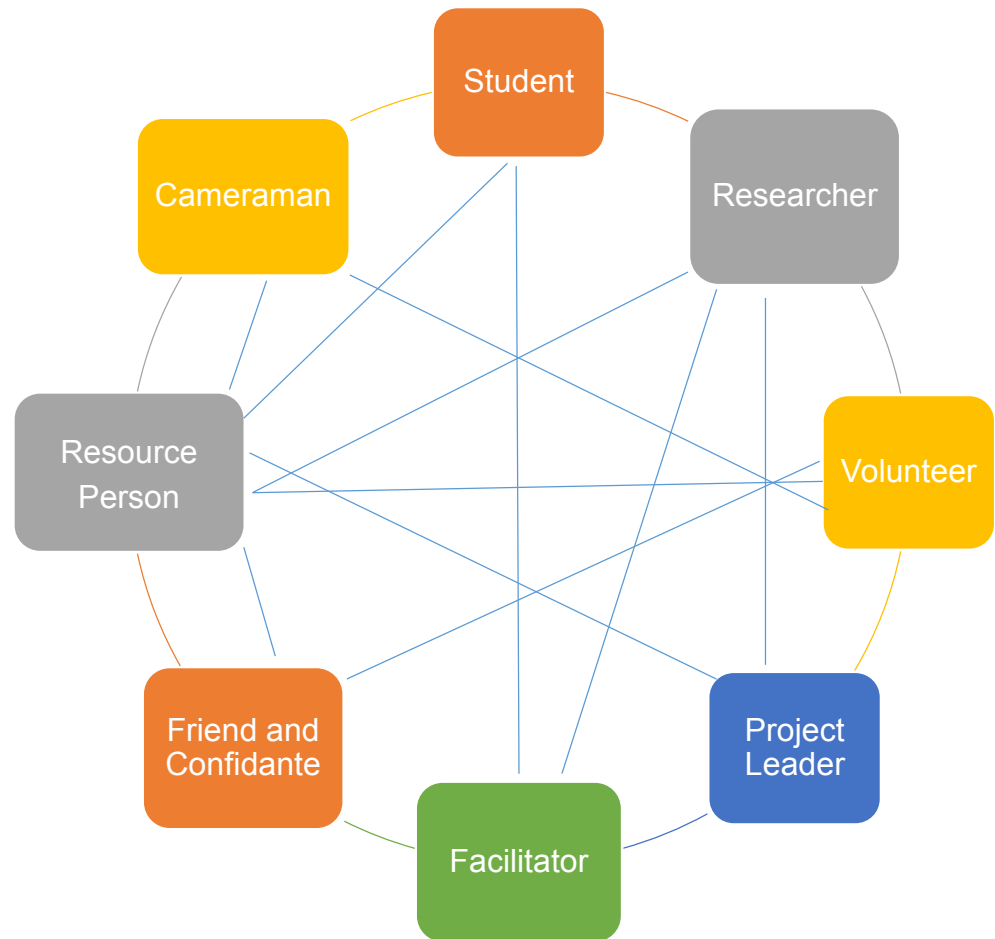 Student
Cameraman
Researcher
Resource
Person
Volunteer
Friend and
Confidante
Project
Leader
Facilitator